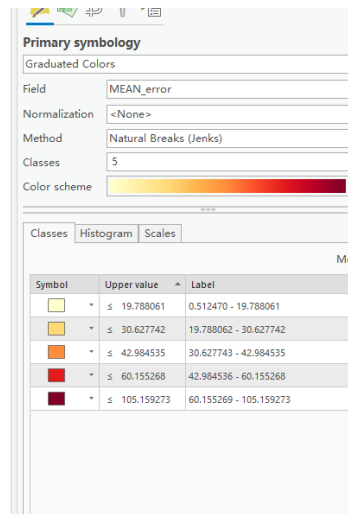 Primary symbology
Graduated Colors
Field MEAN_error
Normalization <None>
Method Natural Breaks (Jenks)
Classes 5
Color scheme
Classes Histogram Scales
Symbol Upper value Label
≤ 19.788061 0.512470 - 19.788061
≤ 30.627742 19.788062 - 30.627742
≤ 42.984535 30.627743 - 42.984535
≤ 60.155268 42.984536 - 60.155268
≤ 105.159273 60.155269 - 105.159273